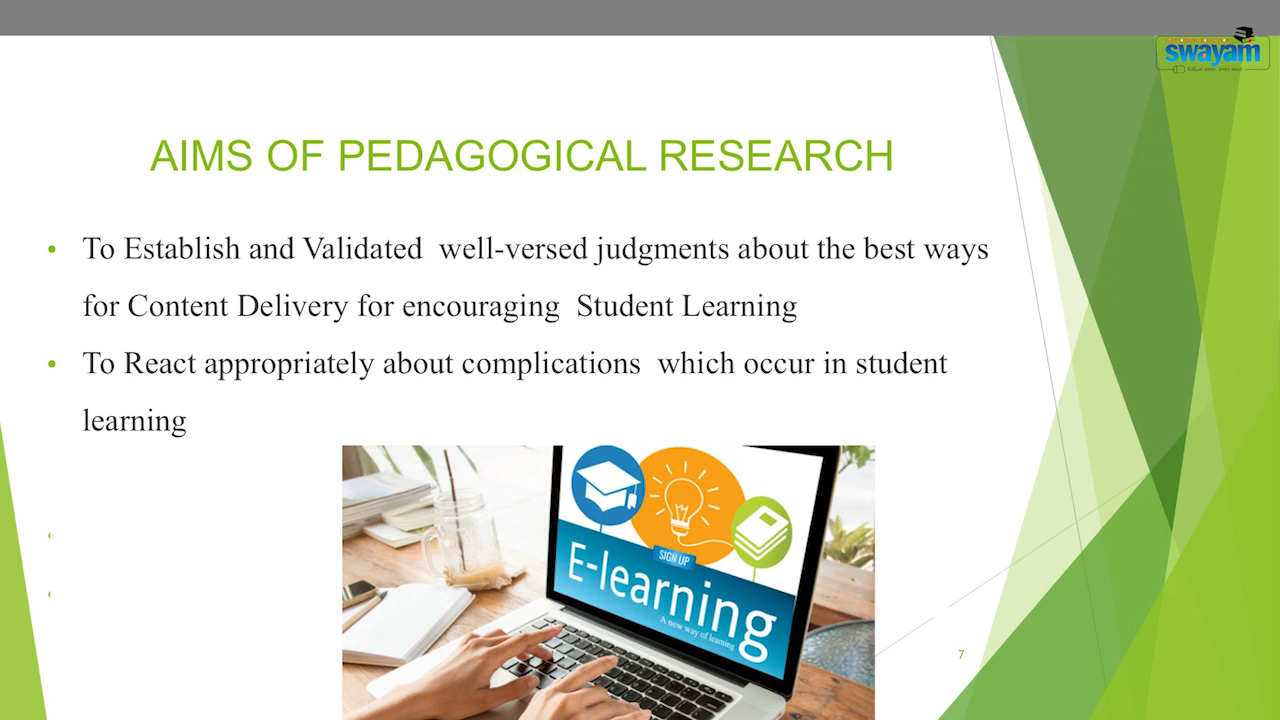 swayam
AIMS OF PEDAGOGICAL RESEARCH
• To Establish and Validated well-versed judgments about the best ways
for Content Delivery for encouraging Student Learning
• To React appropriately about complications which occur in student
learning
SIGN UP
E-learning
A new way of learning
7